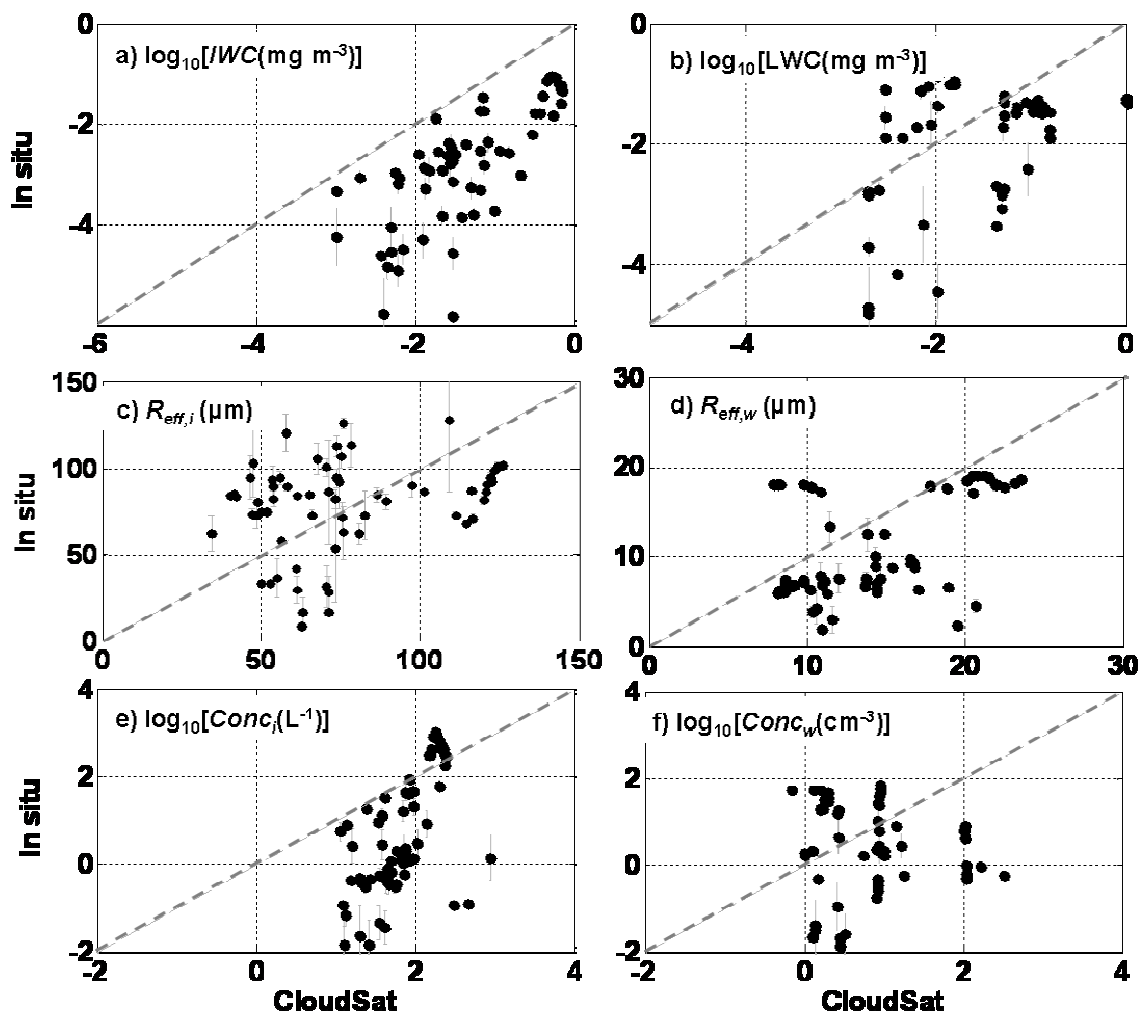 a) log10[IWC(mg m-3)]
In situ
0
-2
-4
-6 -4 -2 0
b) log10[LWC(mg m-3)]
0
-2
-4
-4 -2 0
c) Reff,i (µm)
In situ
150
100
50
0
0 50 100 150
d) Reff,w (µm)
30
20
10
0
0 10 20 30
e) log10[Conci(L-1)]
In situ
4
2
0
-2
-2 0 2 4
CloudSat
f) log10[Concw(cm-3)]
4
2
0
-2
-2 0 2 4
CloudSat